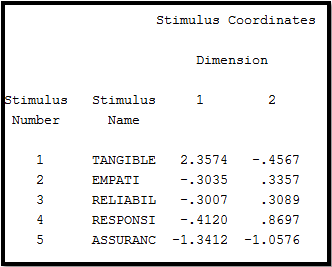 Stimulus Coordinates
Dimension
Stimulus Stimulus 1 2
Number Name
1 TANGIBLE 2.3574 -.4567
2 EMPATI -.3035 .3357
3 RELIABIL -.3007 .3089
4 RESPONSI -.4120 .8697
5 ASSURANC -1.3412 -1.0576